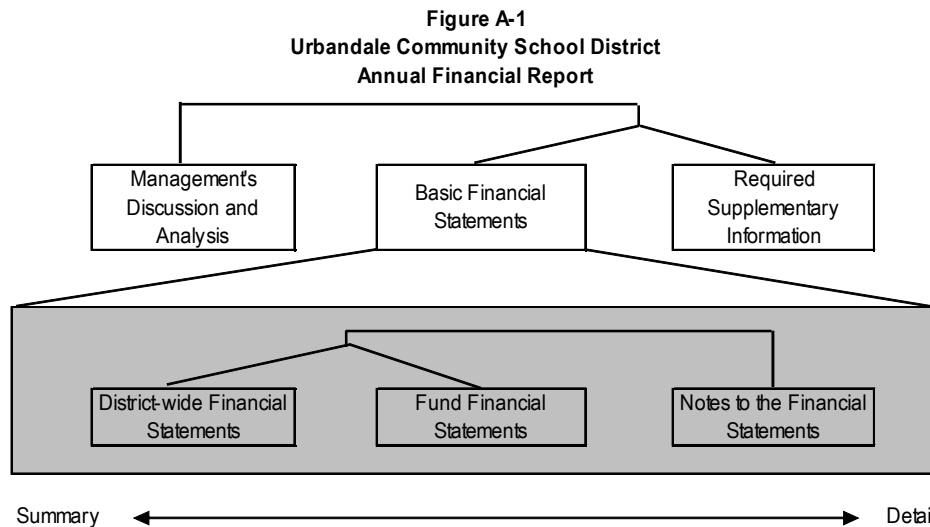 Figure A-1
Urbandale Community School District
Annual Financial Report
Management's
Discussion and
Analysis
Basic Financial
Statements
Required
Supplementary
Information
District-wide Financial
Statements
Fund Financial
Statements
Notes to the Financial
Statements
Summary
Detai